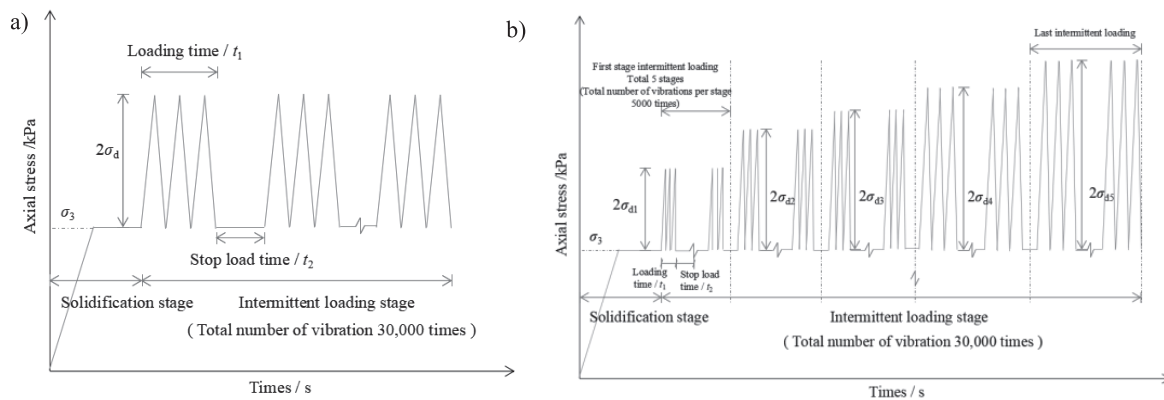 a)
Loading time / t1
2σd
Axial stress /kPa
σ3
Stop load time / t2
Solidification stage
Intermittent loading stage
( Total number of vibration 30,000 times )
Times / s
b)
Last intermittent loading
First stage intermittent loading
Total 5 stages
(Total number of vibrations per stage
5000 times)
Axial stress /kPa
2σd1
2σd2
2σd3
2σd4
2σd5
σ3
Loading
time / t1
Stop load
time / t2
Solidification stage
Intermittent loading stage
( Total number of vibration 30,000 times )
Times / s